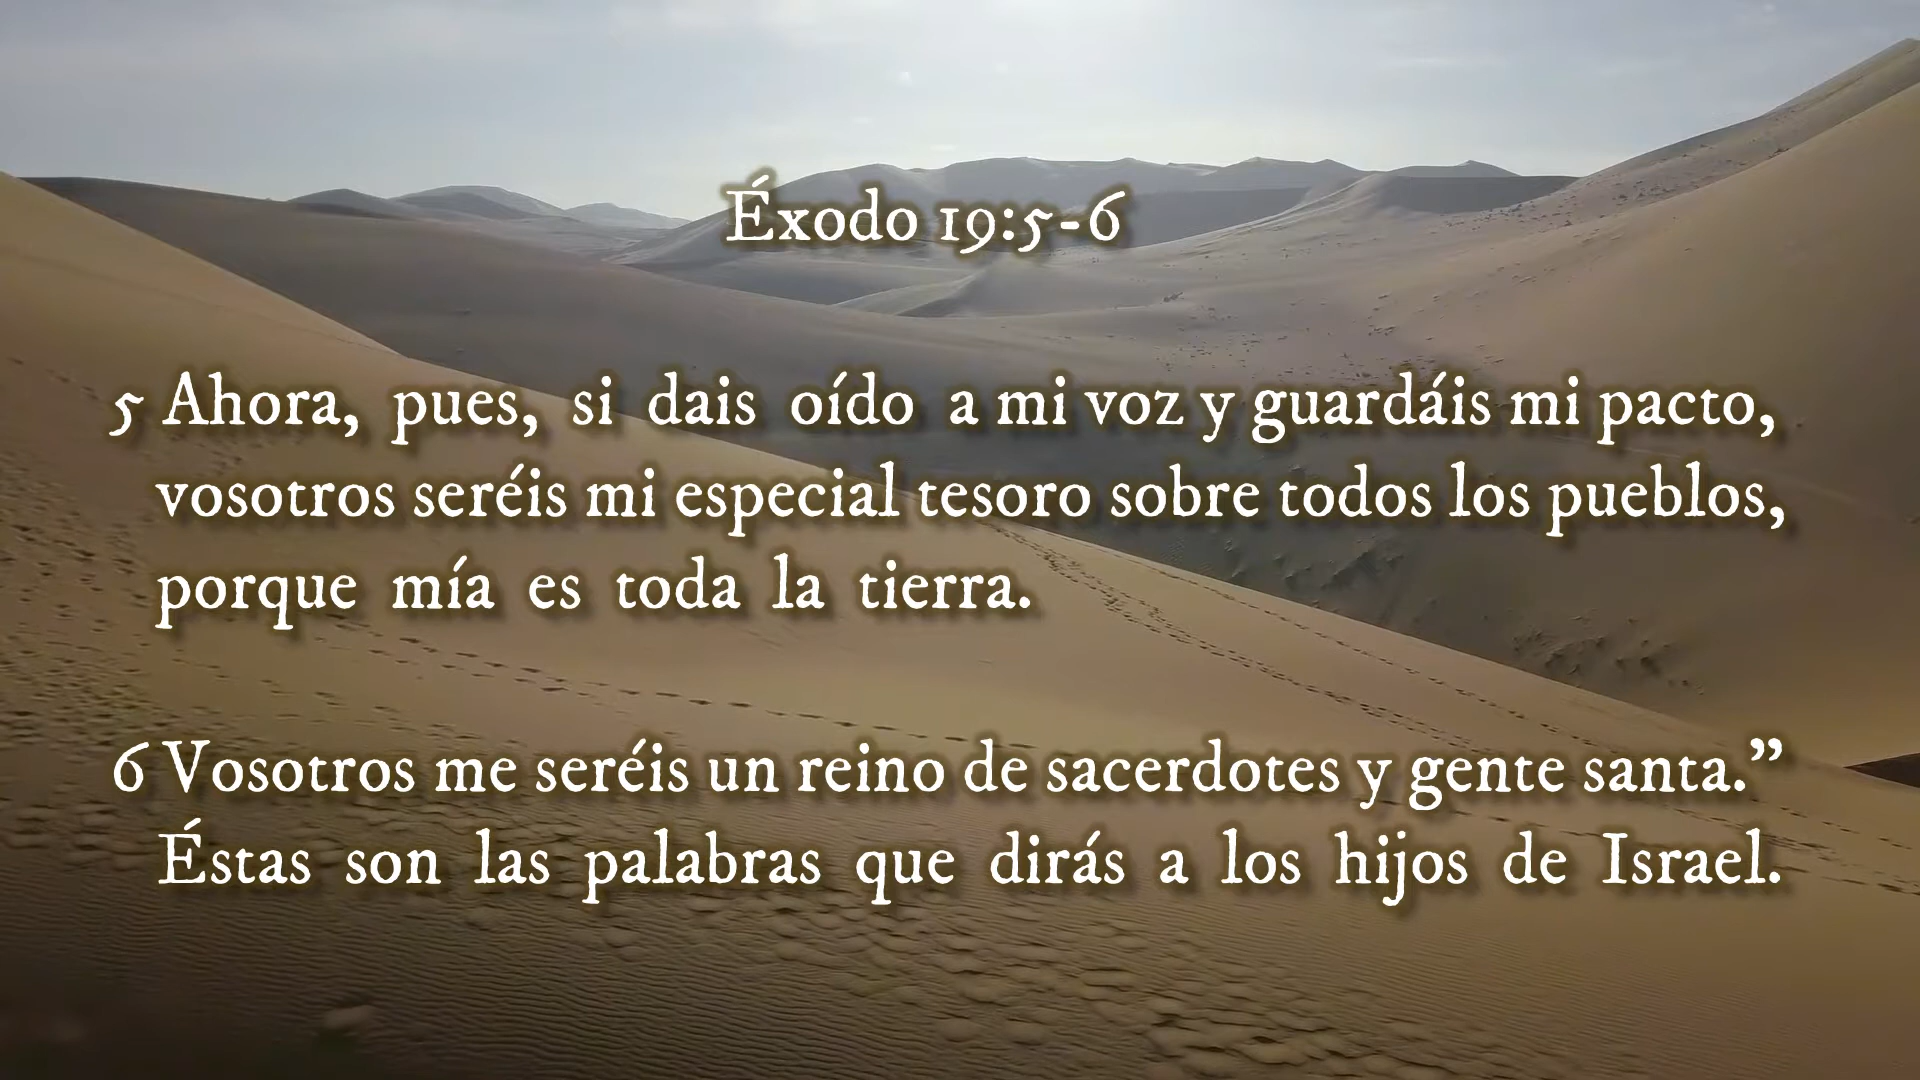 Éxodo 19:5-6
5 Ahora, pues, si dais oído a mi voz y guardáis mi pacto,
vosotros seréis mi especial tesoro sobre todos los pueblos,
porque mía es toda la tierra.
6 Vosotros me seréis un reino de sacerdotes y gente santa.”
Éstas son las palabras que dirás a los hijos de Israel.